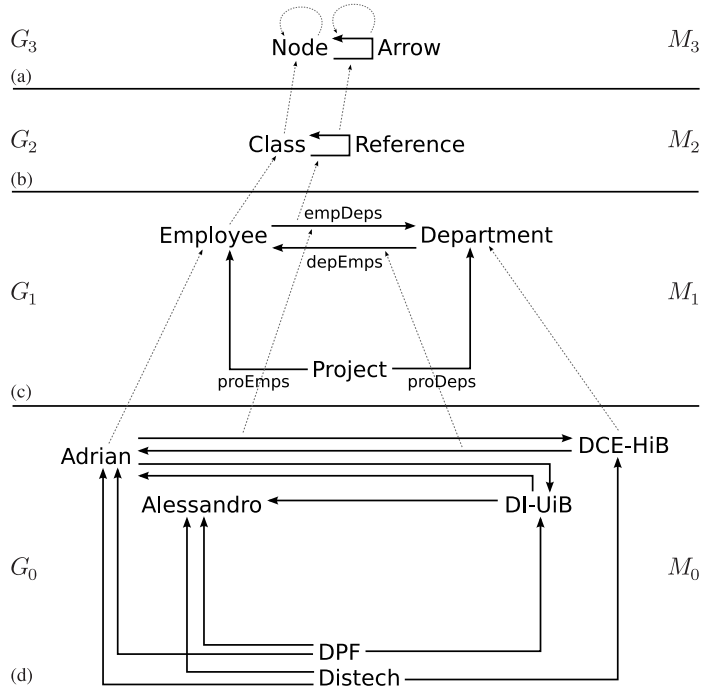 G3 Node Arrow M3
(a)
G2 Class Reference M2
(b)
empDeps
Employee Department
depEmps
G1 M1
Project
proEmps proDeps
(c)
DCE-HiB
Adrian
Alessandro DI-UiB
G0 M0
DPF
(d) Distech